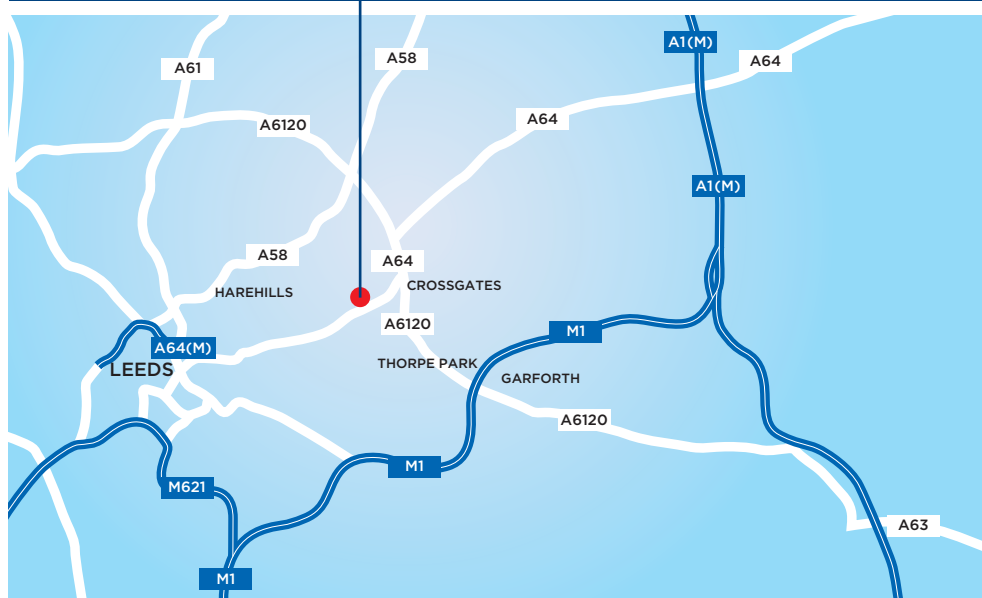 A1(M)
A58
A64
A61
A64
A6120
A1(M)
A58
A64
CROSSGATES
HAREHILLS
A6120
M1
A64(M)
THORPE PARK
LEEDS
GARFORTH
A6120
M1
M621
A63
M1